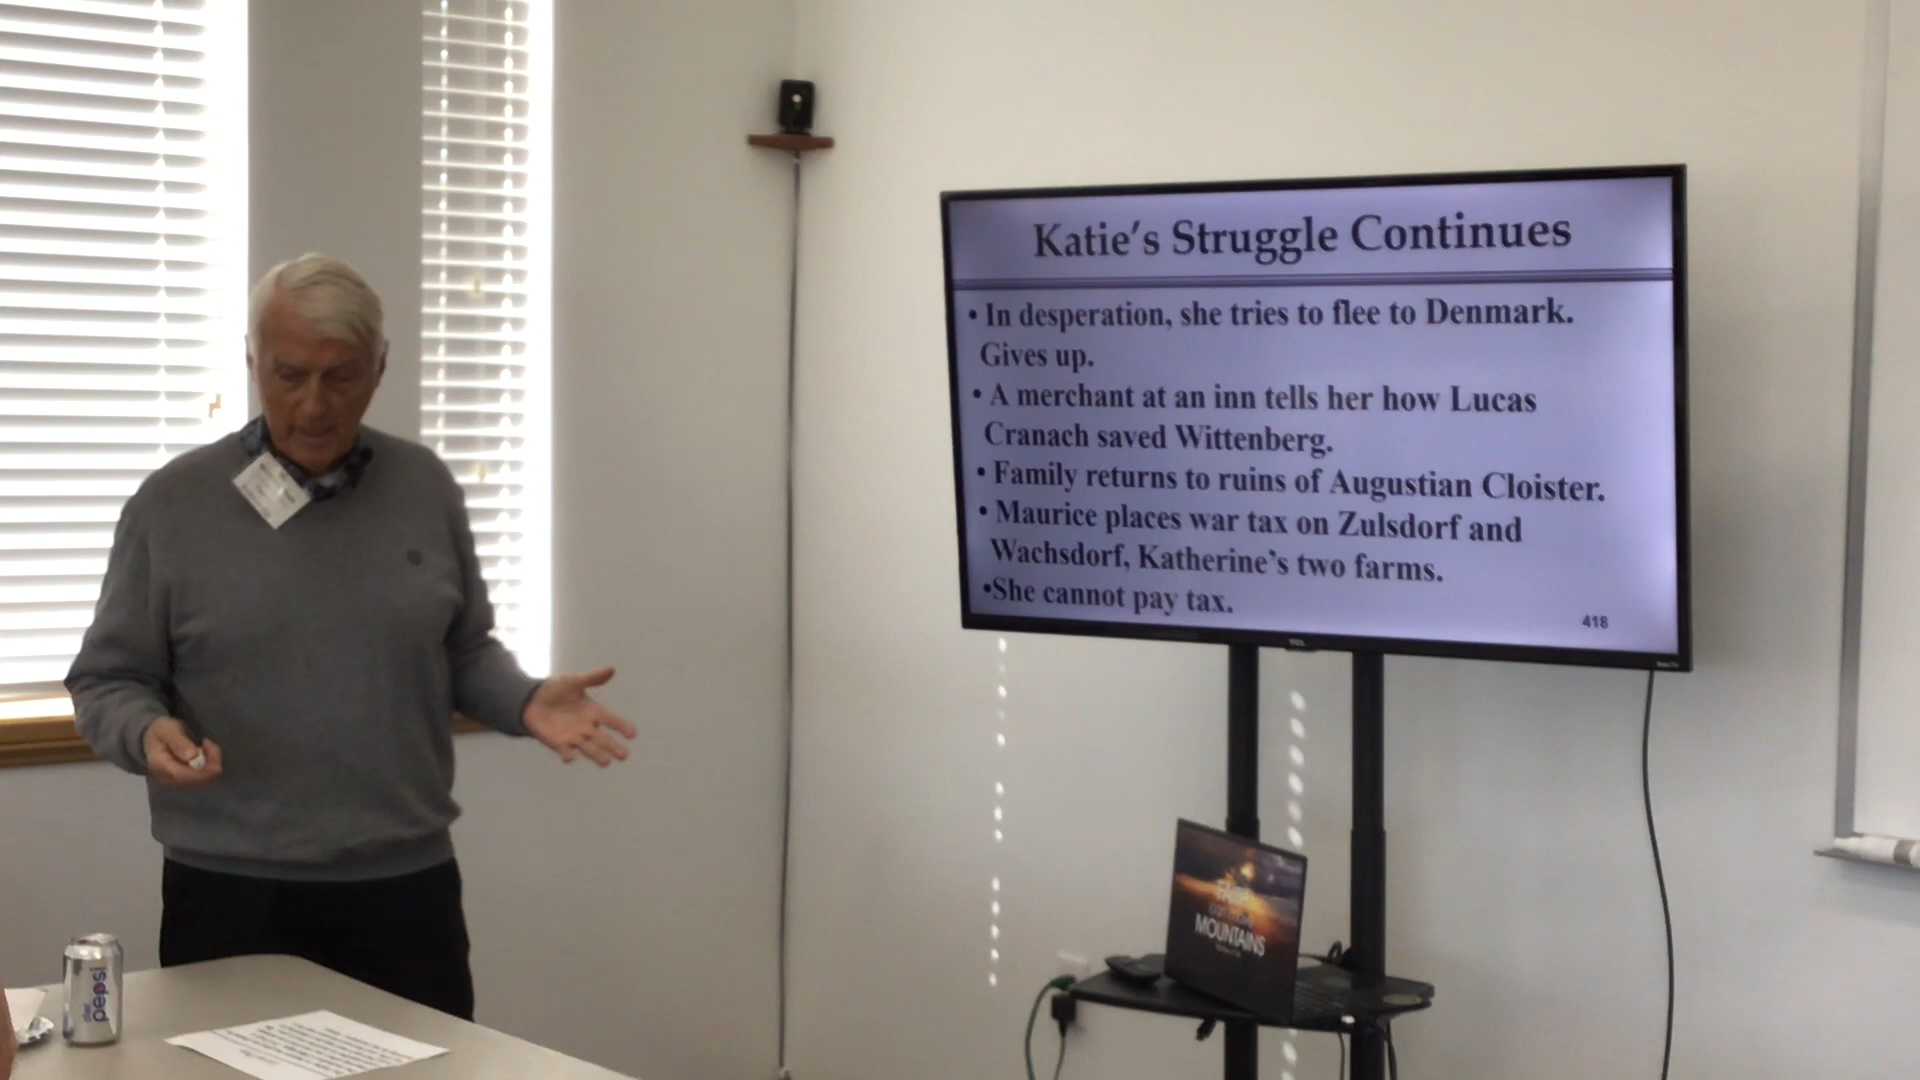 Katie's Struggle Continues
• In desperation, she tries to flee to Denmark.
Gives up.
• A merchant at an inn tells her how Lucas
Cranach saved Wittenberg.
• Family returns to ruins of Augustian Cloister.
• Maurice places war tax on Zulsdorf and
Wachsdorf, Katherine's two farms.
•She cannot pay tax.
418
TCL
MOUNTAINS
diet
pepsi